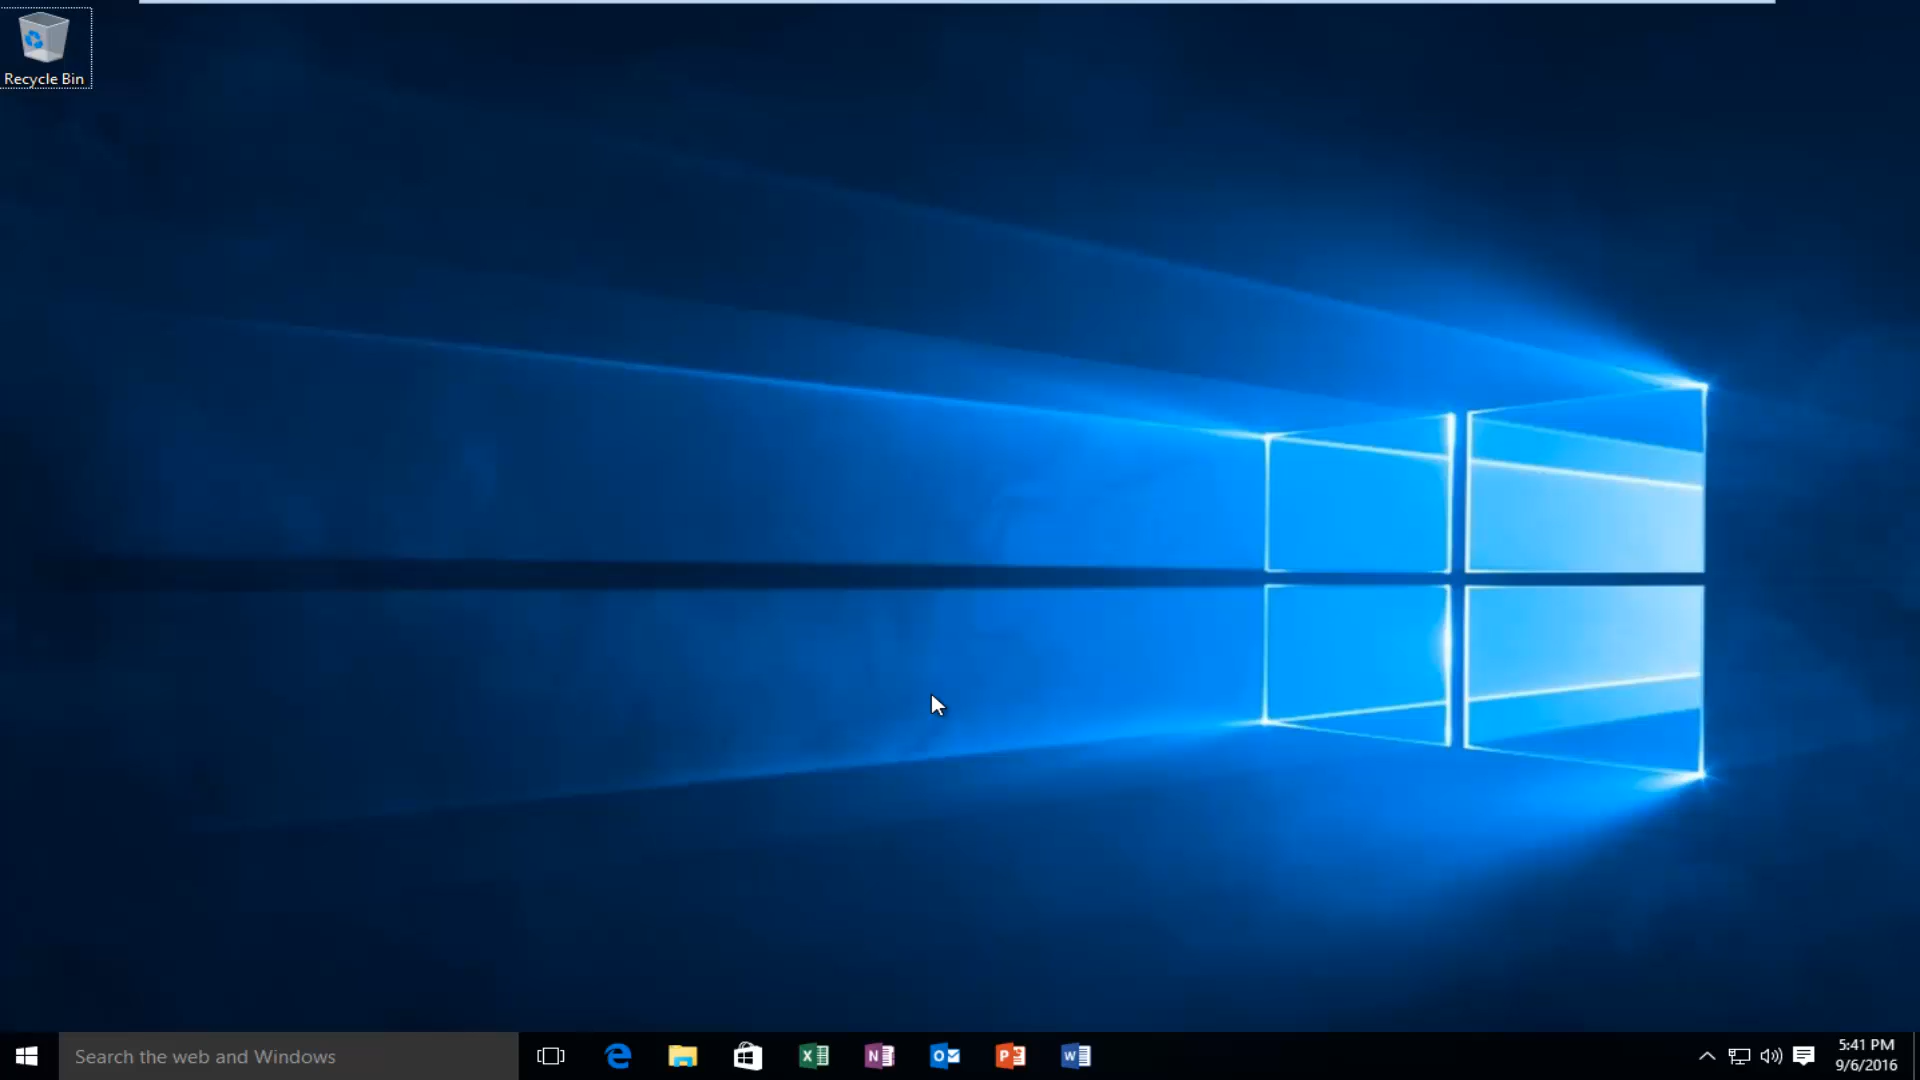 Recycle Bin
Search the web and Windows
X
N
O
P
W
5:41 PM
9/6/2016